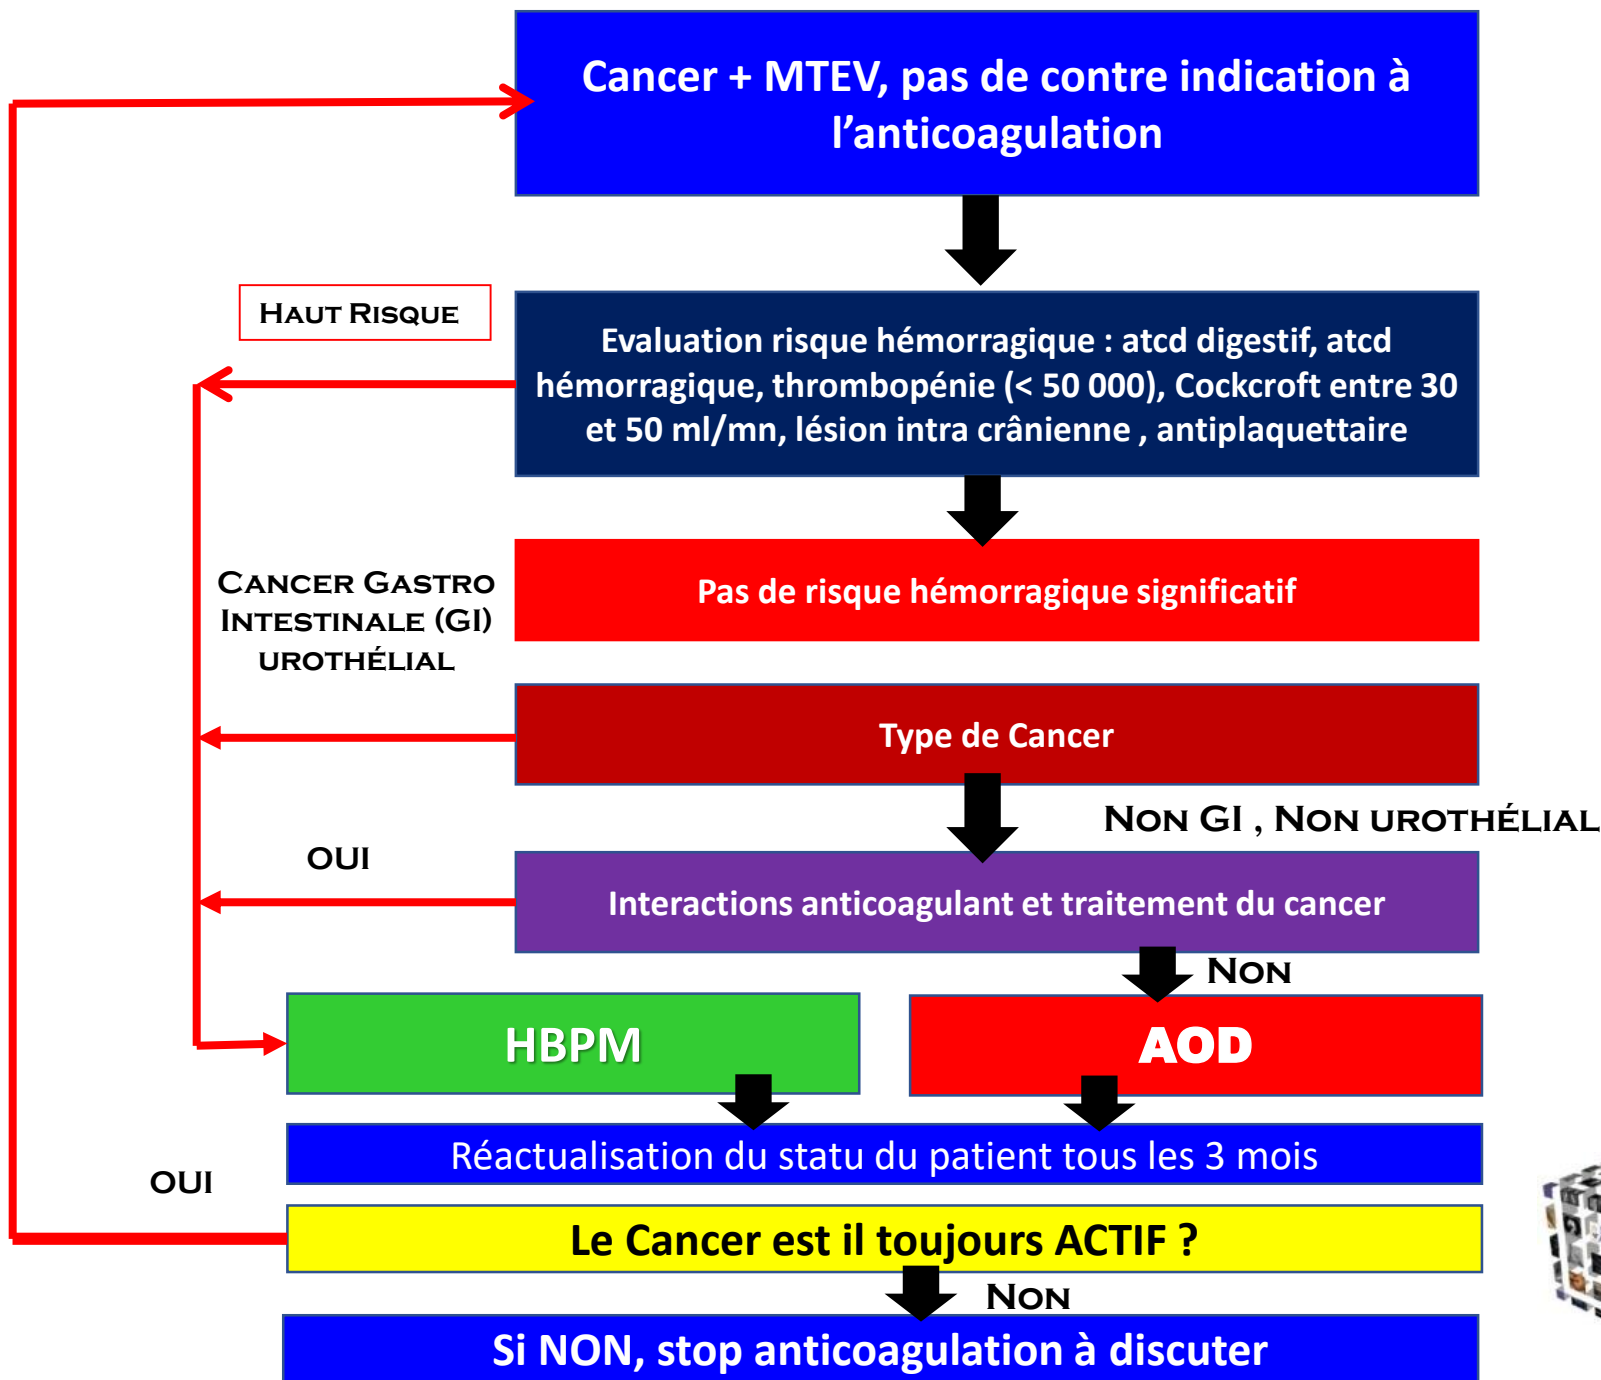 Cancer + MTEV, pas de contre indication à
l’anticoagulation
HAUT RISQUE
Evaluation risque hémorragique : atcd digestif, atcd
hémorragique, thrombopénie (< 50 000), Cockcroft entre 30
et 50 ml/mn, lésion intra crânienne , antiplaquettaire
CANCER GASTRO
INTESTINALE (GI)
UROTHÉLIAL
Pas de risque hémorragique significatif
Type de Cancer
NON GI , NON UROTHÉLIAL
OUI
Interactions anticoagulant et traitement du cancer
NON
HBPM
AOD
Réactualisation du statu du patient tous les 3 mois
OUI
Le Cancer est il toujours ACTIF ?
NON
Si NON, stop anticoagulation à discuter